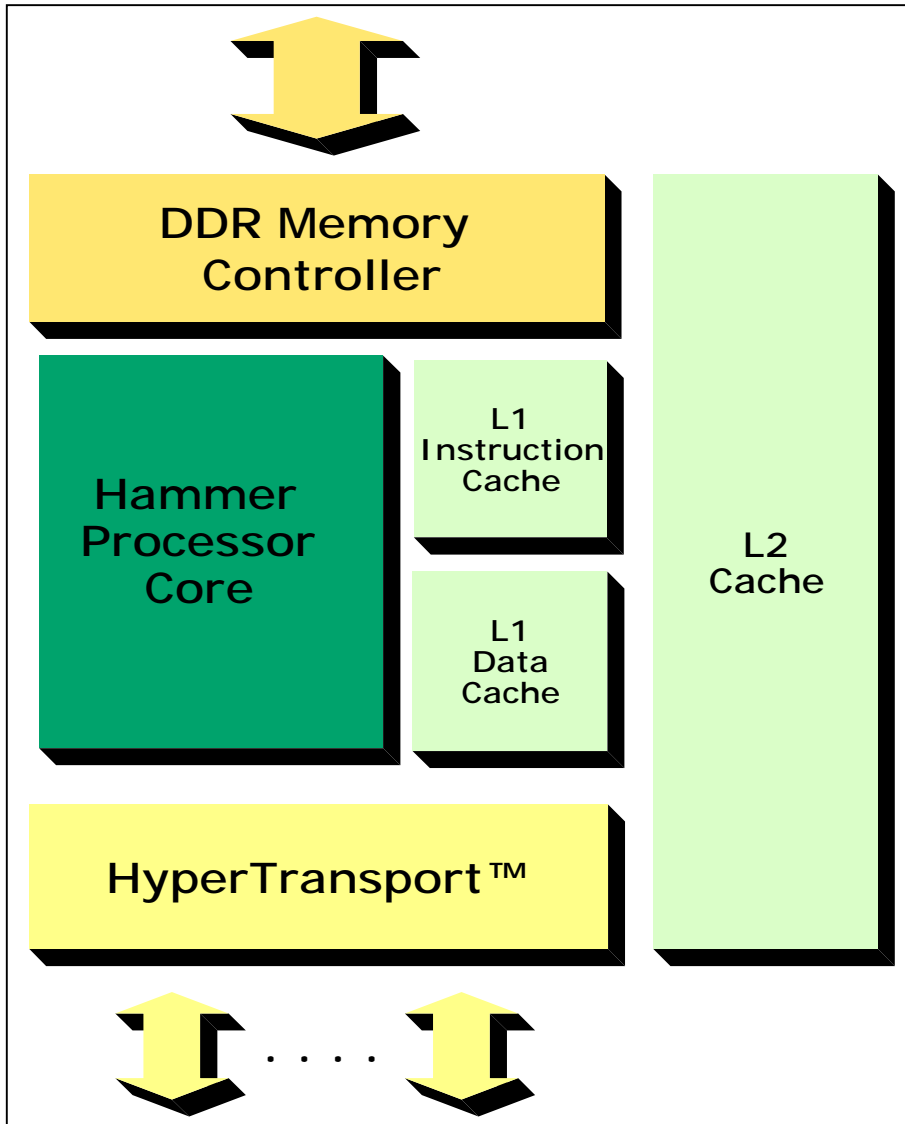 DDR Memory
Controller
Hammer
Processor
Core
L1
Instruction
Cache
L1
Data
Cache
L2
Cache
HyperTransport™
. . . .